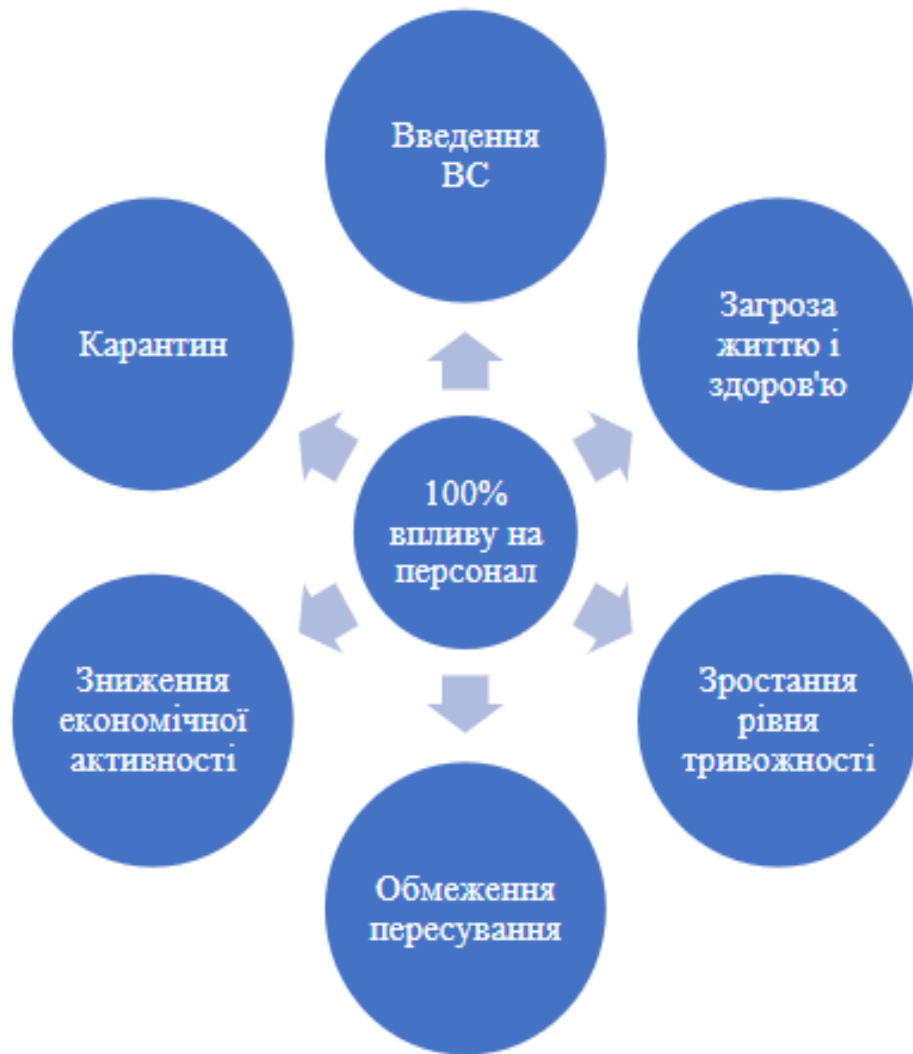 Введення
ВС
Загроза
життю і
здоров'ю
Карантин
100%
впливу на
персонал
Зниження
економічної
активності
Зростання
рівня
тривожності
Обмеження
пересування